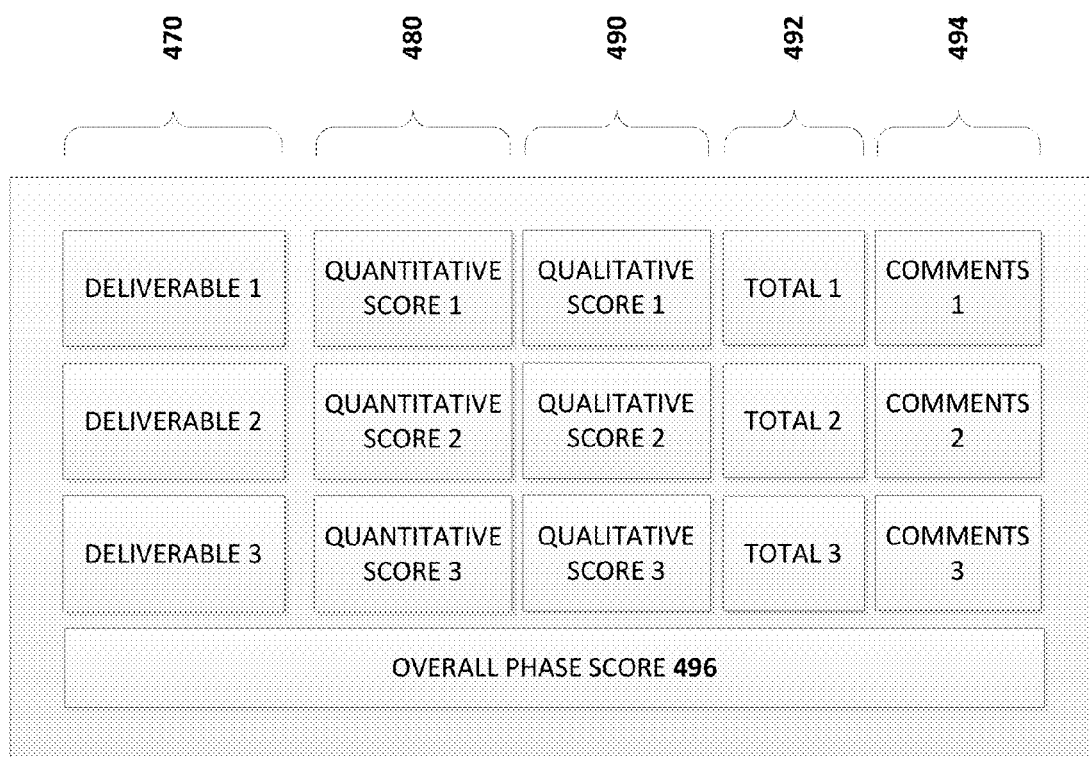 470
480
490
492
494
DELIVERABLE 1
QUANTITATIVE
SCORE 1
QUALITATIVE
SCORE 1
TOTAL 1
COMMENTS
1
DELIVERABLE 2
QUANTITATIVE
SCORE 2
QUALITATIVE
SCORE 2
TOTAL 2
COMMENTS
2
DELIVERABLE 3
QUANTITATIVE
SCORE 3
QUALITATIVE
SCORE 3
TOTAL 3
COMMENTS
3
OVERALL PHASE SCORE 496